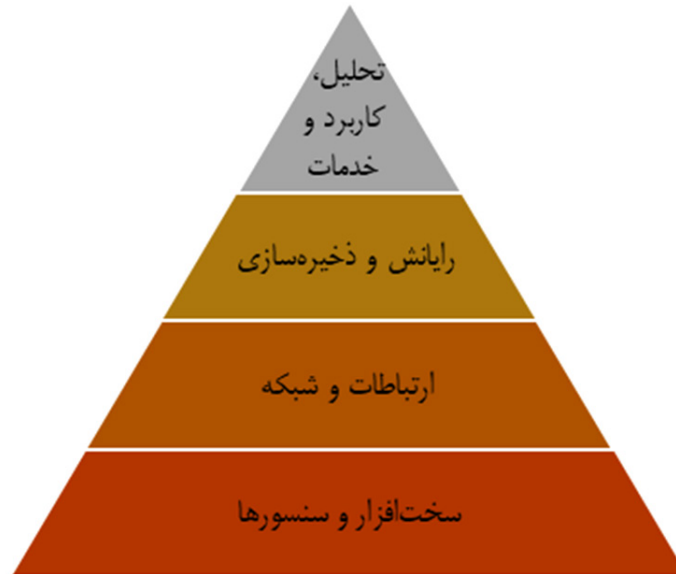 تحلیل،
کاربرد و
خدمات
رایانش و ذخیره‌سازی
ارتباطات و شبکه
سخت‌افزار و سنسورها